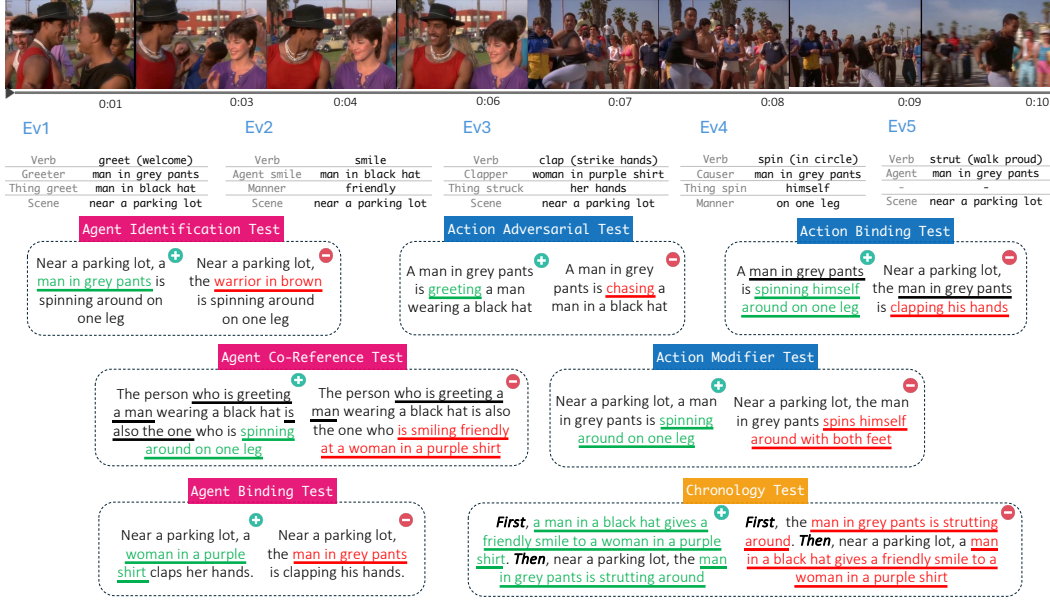 0:01 0:03 0:04 0:06 0:07 0:08 0:09 0:10
Ev1 Ev2 Ev3 Ev4 Ev5
Verb greet (welcome)
Greeter man in grey pants
Thing greet man in black hat
Scene near a parking lot
Verb smile
Agent smile man in black hat
Manner friendly
Scene near a parking lot
Verb clap (strike hands)
Clapper woman in purple shirt
Thing struck her hands
Scene near a parking lot
Verb spin (in circle)
Causer man in grey pants
Thing spin himself
Manner on one leg
Verb strut (walk proud)
Agent man in grey pants
- -
Scene near a parking lot
Agent Identification Test
Near a parking lot, a
man in grey pants is
spinning around on
one leg
Near a parking lot,
the warrior in brown
is spinning around
on one leg
Action Adversarial Test
A man in grey pants
is greeting a man
wearing a black hat
A man in grey
pants is chasing a
man in a black hat
Action Binding Test
A man in grey pants
is spinning himself
around on one leg
Near a parking lot,
the man in grey pants
is clapping his hands
Agent Co-Reference Test
The person who is greeting
a man wearing a black hat is
also the one who is spinning
around on one leg
The person who is greeting a
man wearing a black hat is also
the one who is smiling friendly
at a woman in a purple shirt
Action Modifier Test
Near a parking lot, a man
in grey pants is spinning
around on one leg
Near a parking lot, the man
in grey pants spins himself
around with both feet
Agent Binding Test
Near a parking lot, a
woman in a purple
shirt claps her hands.
Near a parking lot,
the man in grey pants
is clapping his hands.
Chronology Test
First, a man in a black hat gives a
friendly smile to a woman in a purple
shirt. Then, near a parking lot, the man
in grey pants is strutting around
First, the man in grey pants is strutting
around. Then, near a parking lot, a man
in a black hat gives a friendly smile to a
woman in a purple shirt